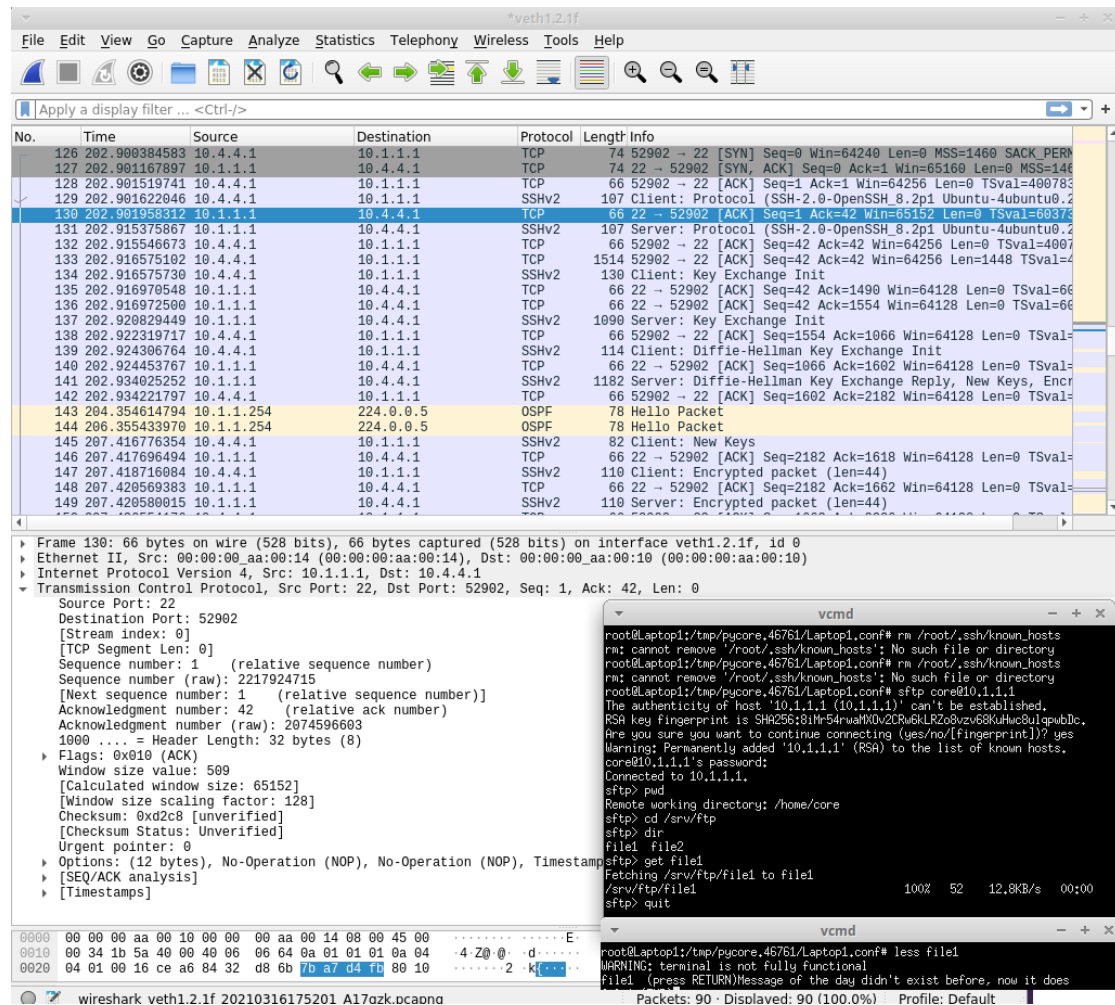 *veth1.2.1f
File Edit View Go Capture Analyze Statistics Telephony Wireless Tools Help
Apply a display filter ... <Ctrl-/>
No. Time Source Destination Protocol Length Info
126 202.900384583 10.4.4.1 10.1.1.1 TCP 74 52902 → 22 [SYN] Seq=0 Win=64240 Len=0 MSS=1460 SACK_PERM
127 202.901167897 10.1.1.1 10.4.4.1 TCP 74 22 → 52902 [SYN, ACK] Seq=0 Ack=1 Win=65160 Len=0 MSS=146
128 202.901519741 10.4.4.1 10.1.1.1 TCP 66 52902 → 22 [ACK] Seq=1 Ack=1 Win=64256 Len=0 TSval=400783
129 202.901622046 10.4.4.1 10.1.1.1 SSHv2 107 Client: Protocol (SSH-2.0-OpenSSH_8.2p1 Ubuntu-4ubuntu0.2
130 202.901958312 10.1.1.1 10.4.4.1 TCP 66 22 → 52902 [ACK] Seq=1 Ack=42 Win=65152 Len=0 TSval=60373
131 202.915375867 10.1.1.1 10.4.4.1 SSHv2 107 Server: Protocol (SSH-2.0-OpenSSH_8.2p1 Ubuntu-4ubuntu0.2
132 202.915546673 10.4.4.1 10.1.1.1 TCP 66 52902 → 22 [ACK] Seq=42 Ack=42 Win=64256 Len=0 TSval=4007
133 202.916575102 10.4.4.1 10.1.1.1 TCP 1514 52902 → 22 [ACK] Seq=42 Ack=42 Win=64256 Len=1448 TSval=4
134 202.916575730 10.4.4.1 10.1.1.1 SSHv2 130 Client: Key Exchange Init
135 202.916970548 10.1.1.1 10.4.4.1 TCP 66 22 → 52902 [ACK] Seq=42 Ack=1490 Win=64128 Len=0 TSval=60
136 202.916972500 10.1.1.1 10.4.4.1 TCP 66 22 → 52902 [ACK] Seq=42 Ack=1554 Win=64128 Len=0 TSval=60
137 202.920829449 10.1.1.1 10.4.4.1 SSHv2 1090 Server: Key Exchange Init
138 202.922319717 10.4.4.1 10.1.1.1 TCP 66 52902 → 22 [ACK] Seq=1554 Ack=1066 Win=64128 Len=0 TSval=
139 202.924306764 10.4.4.1 10.1.1.1 SSHv2 114 Client: Diffie-Hellman Key Exchange Init
140 202.924453767 10.1.1.1 10.4.4.1 TCP 66 22 → 52902 [ACK] Seq=1066 Ack=1602 Win=64128 Len=0 TSval=
141 202.934025252 10.1.1.1 10.4.4.1 SSHv2 1182 Server: Diffie-Hellman Key Exchange Reply, New Keys, Encr
142 202.934221797 10.4.4.1 10.1.1.1 TCP 66 52902 → 22 [ACK] Seq=1602 Ack=2182 Win=64128 Len=0 TSval=
143 204.354614794 10.1.1.254 224.0.0.5 OSPF 78 Hello Packet
144 206.355433970 10.1.1.254 224.0.0.5 OSPF 78 Hello Packet
145 207.416776354 10.4.4.1 10.1.1.1 SSHv2 82 Client: New Keys
146 207.417696494 10.1.1.1 10.4.4.1 TCP 66 22 → 52902 [ACK] Seq=2182 Ack=1618 Win=64128 Len=0 TSval=
147 207.418716084 10.4.4.1 10.1.1.1 SSHv2 110 Client: Encrypted packet (len=44)
148 207.420569383 10.1.1.1 10.4.4.1 TCP 66 22 → 52902 [ACK] Seq=2182 Ack=1662 Win=64128 Len=0 TSval=
149 207.420580015 10.1.1.1 10.4.4.1 SSHv2 110 Server: Encrypted packet (len=44)
Frame 130: 66 bytes on wire (528 bits), 66 bytes captured (528 bits) on interface veth1.2.1f, id 0
Ethernet II, Src: 00:00:00_aa:00:14 (00:00:00:aa:00:14), Dst: 00:00:00_aa:00:10 (00:00:00:aa:00:10)
Internet Protocol Version 4, Src: 10.1.1.1, Dst: 10.4.4.1
Transmission Control Protocol, Src Port: 22, Dst Port: 52902, Seq: 1, Ack: 42, Len: 0
Source Port: 22
Destination Port: 52902
[Stream index: 0]
[TCP Segment Len: 0]
Sequence number: 1 (relative sequence number)
Sequence number (raw): 2217924715
[Next sequence number: 1 (relative sequence number)]
Acknowledgment number: 42 (relative ack number)
Acknowledgment number (raw): 2074596603
1000 .... = Header Length: 32 bytes (8)
Flags: 0x010 (ACK)
Window size value: 509
[Calculated window size: 65152]
[Window size scaling factor: 128]
Checksum: 0xd2c8 [unverified]
[Checksum Status: Unverified]
Urgent pointer: 0
Options: (12 bytes), No-Operation (NOP), No-Operation (NOP), Timestamp
[SEQ/ACK analysis]
[Timestamps]
0000 00 00 00 aa 00 10 00 00 00 aa 00 14 08 00 45 00 ········ ······E·
0010 00 34 1b 5a 40 00 40 06 06 64 0a 01 01 01 0a 04 ·4·Z@·@· ·d······
0020 04 01 00 16 ce a6 84 32 d8 6b 7b a7 d4 fb 80 10 ·······2 ·k{·····
wireshark_veth1.2.1f_20210316175201_A17qzk.pcapng Packets: 90 · Displayed: 90 (100.0%) Profile: Default
vcmd
root@Laptop1:/tmp/pycore.46761/Laptop1.conf# rm /root/.ssh/known_hosts
rm: cannot remove '/root/.ssh/known_hosts': No such file or directory
root@Laptop1:/tmp/pycore.46761/Laptop1.conf# rm /root/.ssh/known_hosts
rm: cannot remove '/root/.ssh/known_hosts': No such file or directory
root@Laptop1:/tmp/pycore.46761/Laptop1.conf# sftp core@10.1.1.1
The authenticity of host '10.1.1.1 (10.1.1.1)' can't be established.
RSA key fingerprint is SHA256:8iMr54rwaMXOv2CRw6kLRZo8vzv68KuHwc8ulqpwbDc.
Are you sure you want to continue connecting (yes/no/[fingerprint])? yes
Warning: Permanently added '10.1.1.1' (RSA) to the list of known hosts.
core@10.1.1.1's password:
Connected to 10.1.1.1.
sftp> pwd
Remote working directory: /home/core
sftp> cd /srv/ftp
sftp> dir
file1 file2
sftp> get file1
Fetching /srv/ftp/file1 to file1
/srv/ftp/file1 100% 52 12.8KB/s 00:00
sftp> quit
vcmd
root@Laptop1:/tmp/pycore.46761/Laptop1.conf# less file1
WARNING: terminal is not fully functional
file1 (press RETURN)Message of the day didn't exist before, now it does